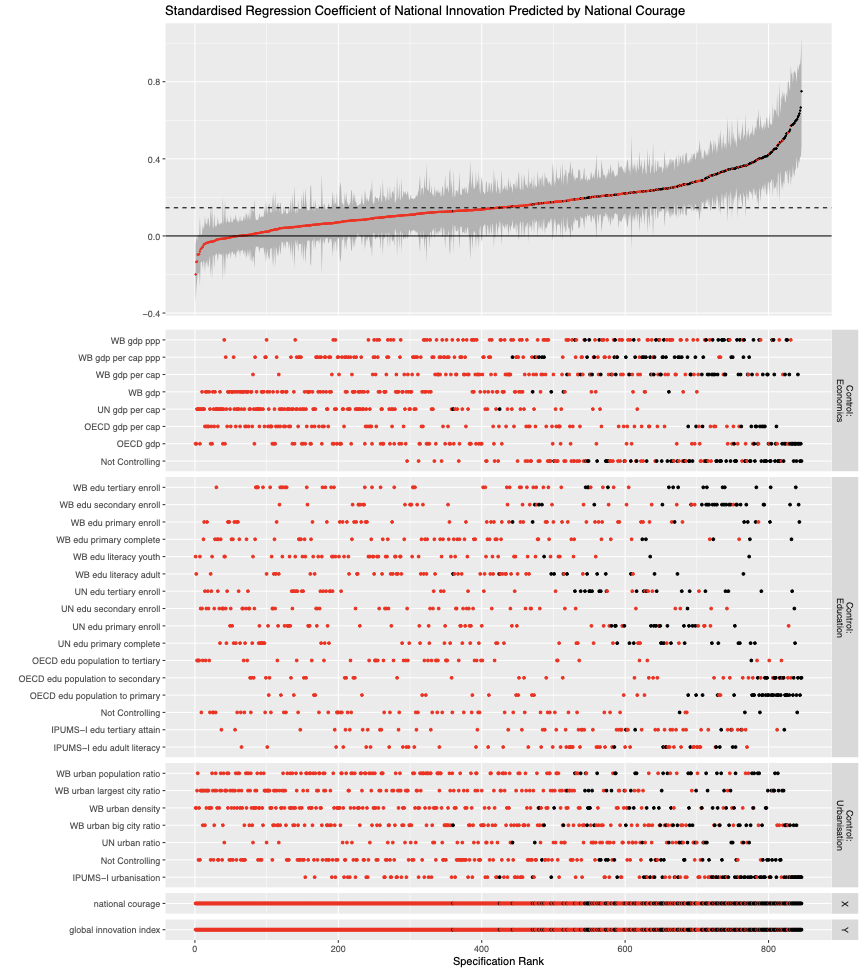 Standardised Regression Coefficient of National Innovation Predicted by National Courage
0.8
0.4
0.0
−0.4
WB gdp ppp
WB gdp per cap ppp
WB gdp per cap
WB gdp
UN gdp per cap
OECD gdp per cap
OECD gdp
Not Controlling
Control:
Economics
WB edu tertiary enroll
WB edu secondary enroll
WB edu primary enroll
WB edu primary complete
WB edu literacy youth
WB edu literacy adult
UN edu tertiary enroll
UN edu secondary enroll
UN edu primary enroll
UN edu primary complete
OECD edu population to tertiary
OECD edu population to secondary
OECD edu population to primary
Not Controlling
IPUMS−I edu tertiary attain
IPUMS−I edu adult literacy
Control:
Education
WB urban population ratio
WB urban largest city ratio
WB urban density
WB urban big city ratio
UN urban ratio
Not Controlling
IPUMS−I urbanisation
Control:
Urbanisation
national courage
X
global innovation index
Y
0
200
400
600
800
Specification Rank